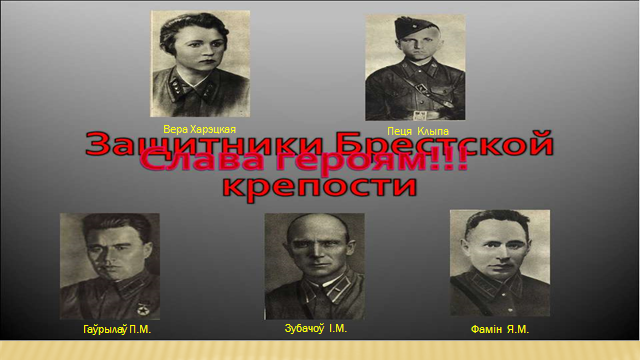 Вера Харэцкая
Пеця Клыпа
Защитники Брестской
Слава героям!!!
крепости
Гаўрылаў П.М.
Зубачоў І.М.
Фамін Я.М.